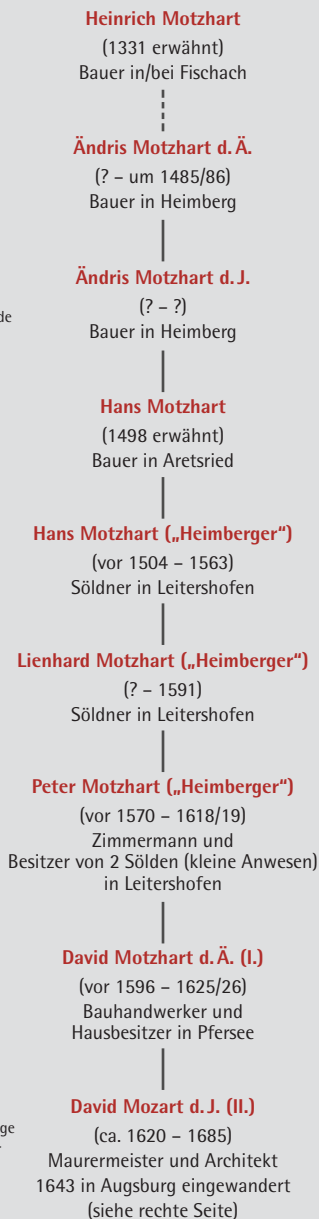 Heinrich Motzhart
(1331 erwähnt)
Bauer in/bei Fischach
Ändris Motzhart d. Ä.
(? – um 1485/86)
Bauer in Heimberg
Ändris Motzhart d. J.
(? – ?)
Bauer in Heimberg
Hans Motzhart
(1498 erwähnt)
Bauer in Aretsried
Hans Motzhart („Heimberger“)
(vor 1504 – 1563)
Söldner in Leitershofen
Lienhard Motzhart („Heimberger“)
(? – 1591)
Söldner in Leitershofen
Peter Motzhart („Heimberger“)
(vor 1570 – 1618/19)
Zimmermann und
Besitzer von 2 Sölden (kleine Anwesen)
in Leitershofen
David Motzhart d. Ä. (I.)
(vor 1596 – 1625/26)
Bauhandwerker und
Hausbesitzer in Pfersee
David Mozart d. J. (II.)
(ca. 1620 – 1685)
Maurermeister und Architekt
1643 in Augsburg eingewandert
(siehe rechte Seite)